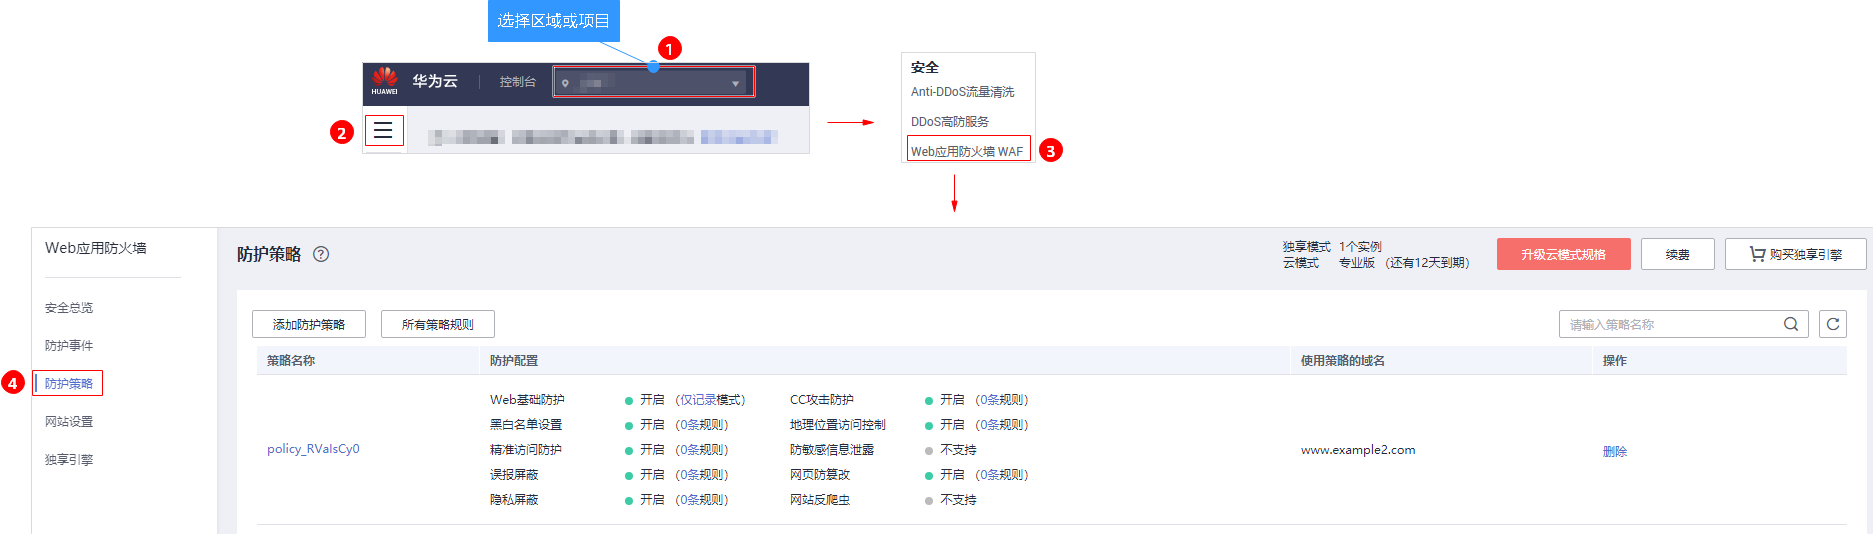 选择区域或项目
1
HUAWEI
华为云
控制台
2
安全
Anti-DDoS流量清洗
DDoS高防服务
Web应用防火墙 WAF
3
Web应用防火墙
安全总览
防护事件
4
防护策略
网站设置
独享引擎
防护策略 ?
独享模式 1个实例
云模式 专业版 （还有12天到期）
升级云模式规格
续费
购买独享引擎
添加防护策略
所有策略规则
请输入策略名称
策略名称 防护配置 使用策略的域名 操作
policy_RVaIsCy0
Web基础防护 开启 （仅记录模式） CC攻击防护 开启 （0条规则）
黑白名单设置 开启 （0条规则） 地理位置访问控制 开启 （0条规则）
精准访问防护 开启 （0条规则） 防敏感信息泄露 不支持
误报屏蔽 开启 （0条规则） 网页防篡改 开启 （0条规则）
隐私屏蔽 开启 （0条规则） 网站反爬虫 不支持
www.example2.com
删除